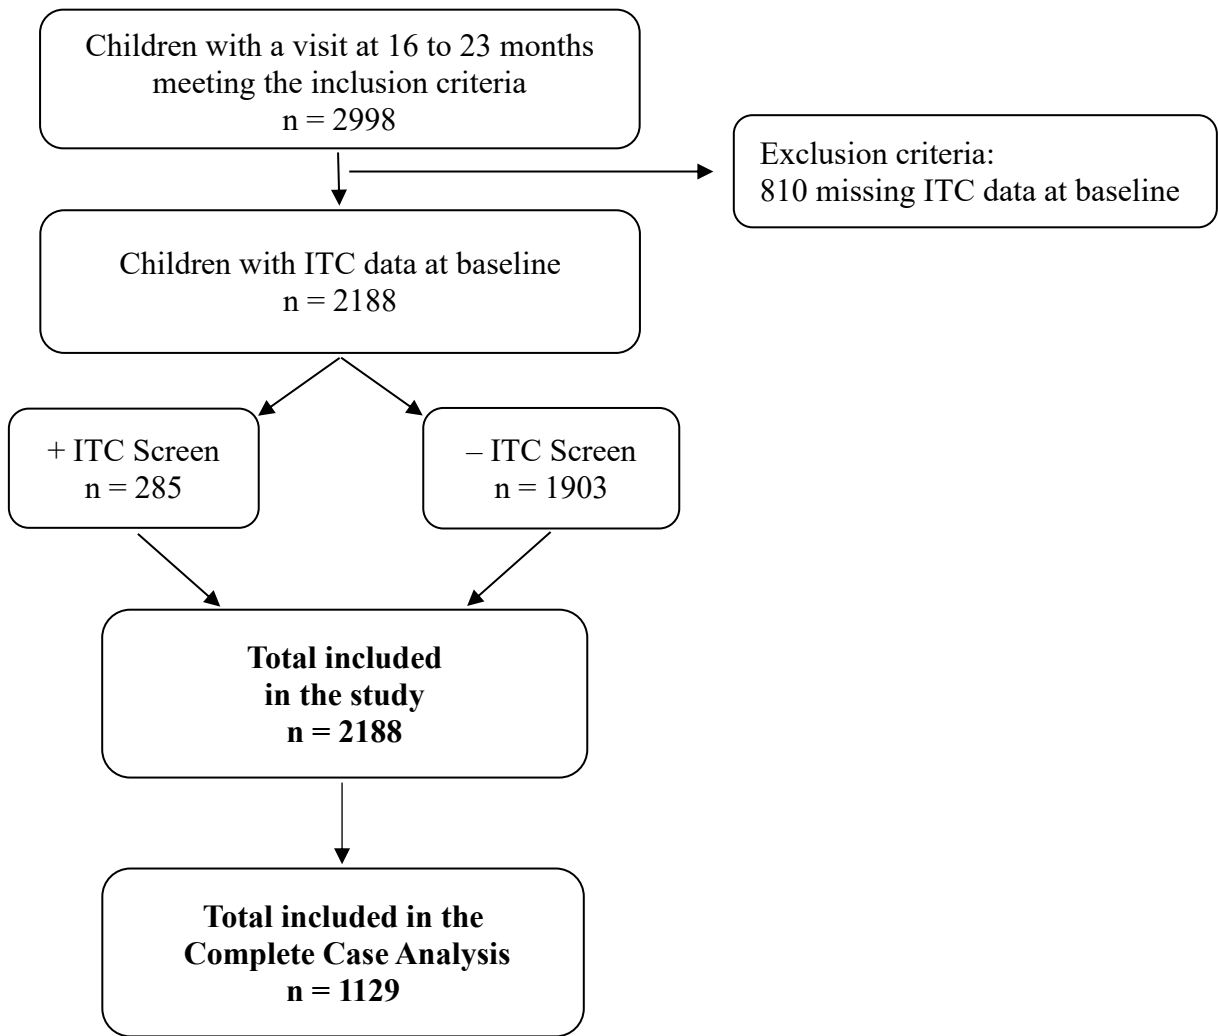 Children with a visit at 16 to 23 months
meeting the inclusion criteria
n = 2998
Exclusion criteria:
810 missing ITC data at baseline
Children with ITC data at baseline
n = 2188
+ ITC Screen
n = 285
– ITC Screen
n = 1903
Total included
in the study
n = 2188
Total included in the
Complete Case Analysis
n = 1129